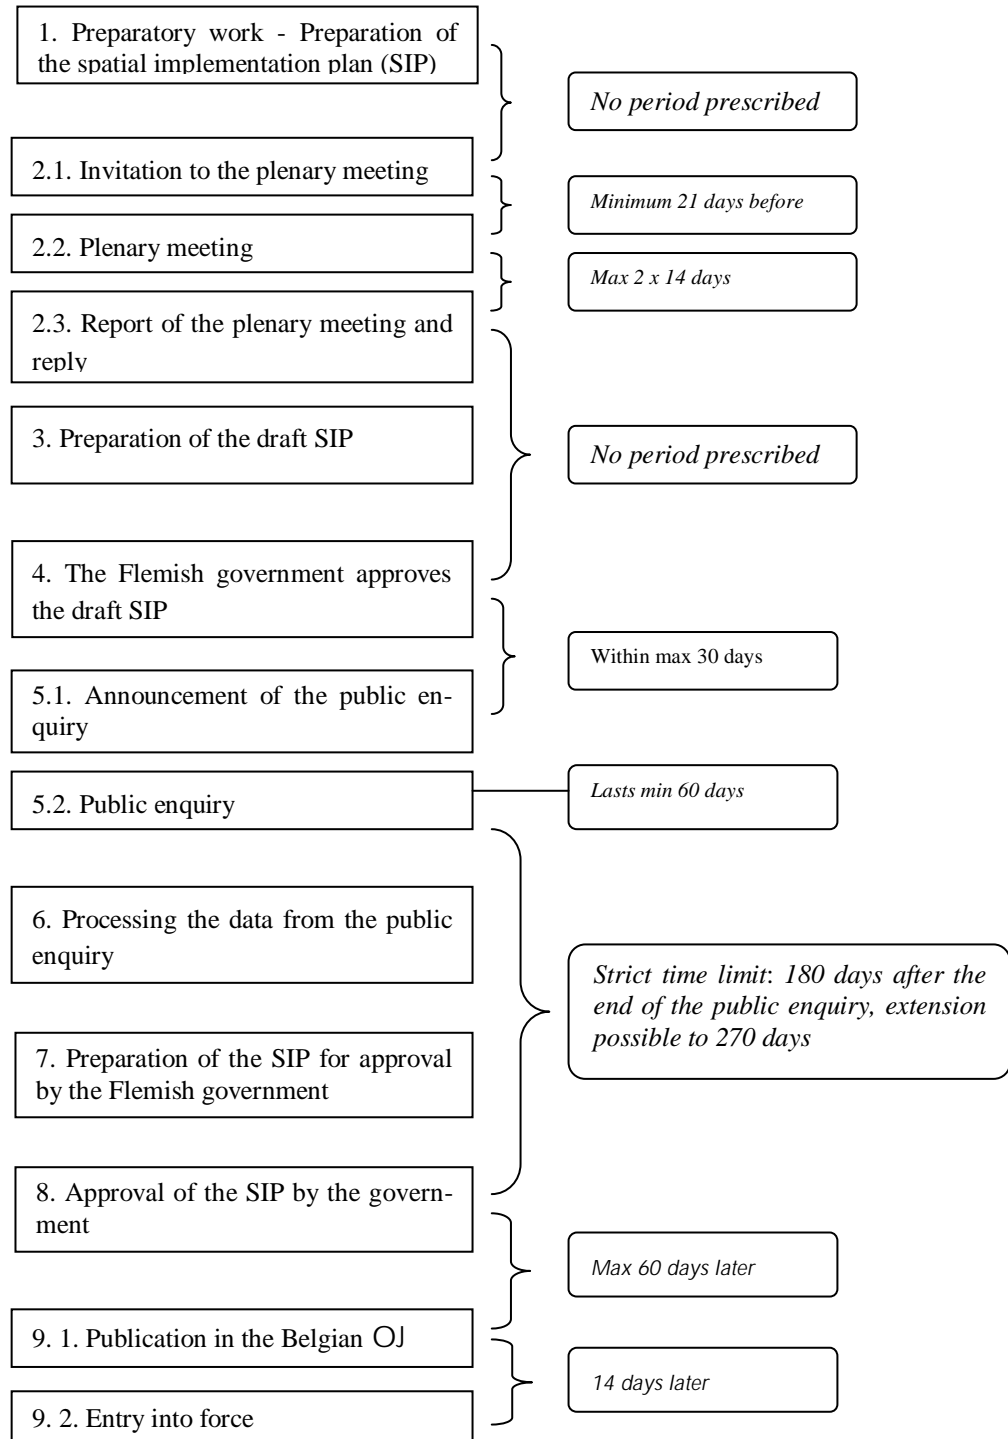 1. Preparatory work - Preparation of
the spatial implementation plan (SIP)
No period prescribed
2.1. Invitation to the plenary meeting
Minimum 21 days before
2.2. Plenary meeting
Max 2 x 14 days
2.3. Report of the plenary meeting and
reply
3. Preparation of the draft SIP
No period prescribed
4. The Flemish government approves
the draft SIP
Within max 30 days
5.1. Announcement of the public en-
quiry
5.2. Public enquiry
Lasts min 60 days
6. Processing the data from the public
enquiry
Strict time limit: 180 days after the
end of the public enquiry, extension
possible to 270 days
7. Preparation of the SIP for approval
by the Flemish government
8. Approval of the SIP by the govern-
ment
Max 60 days later
9. 1. Publication in the Belgian OJ
14 days later
9. 2. Entry into force